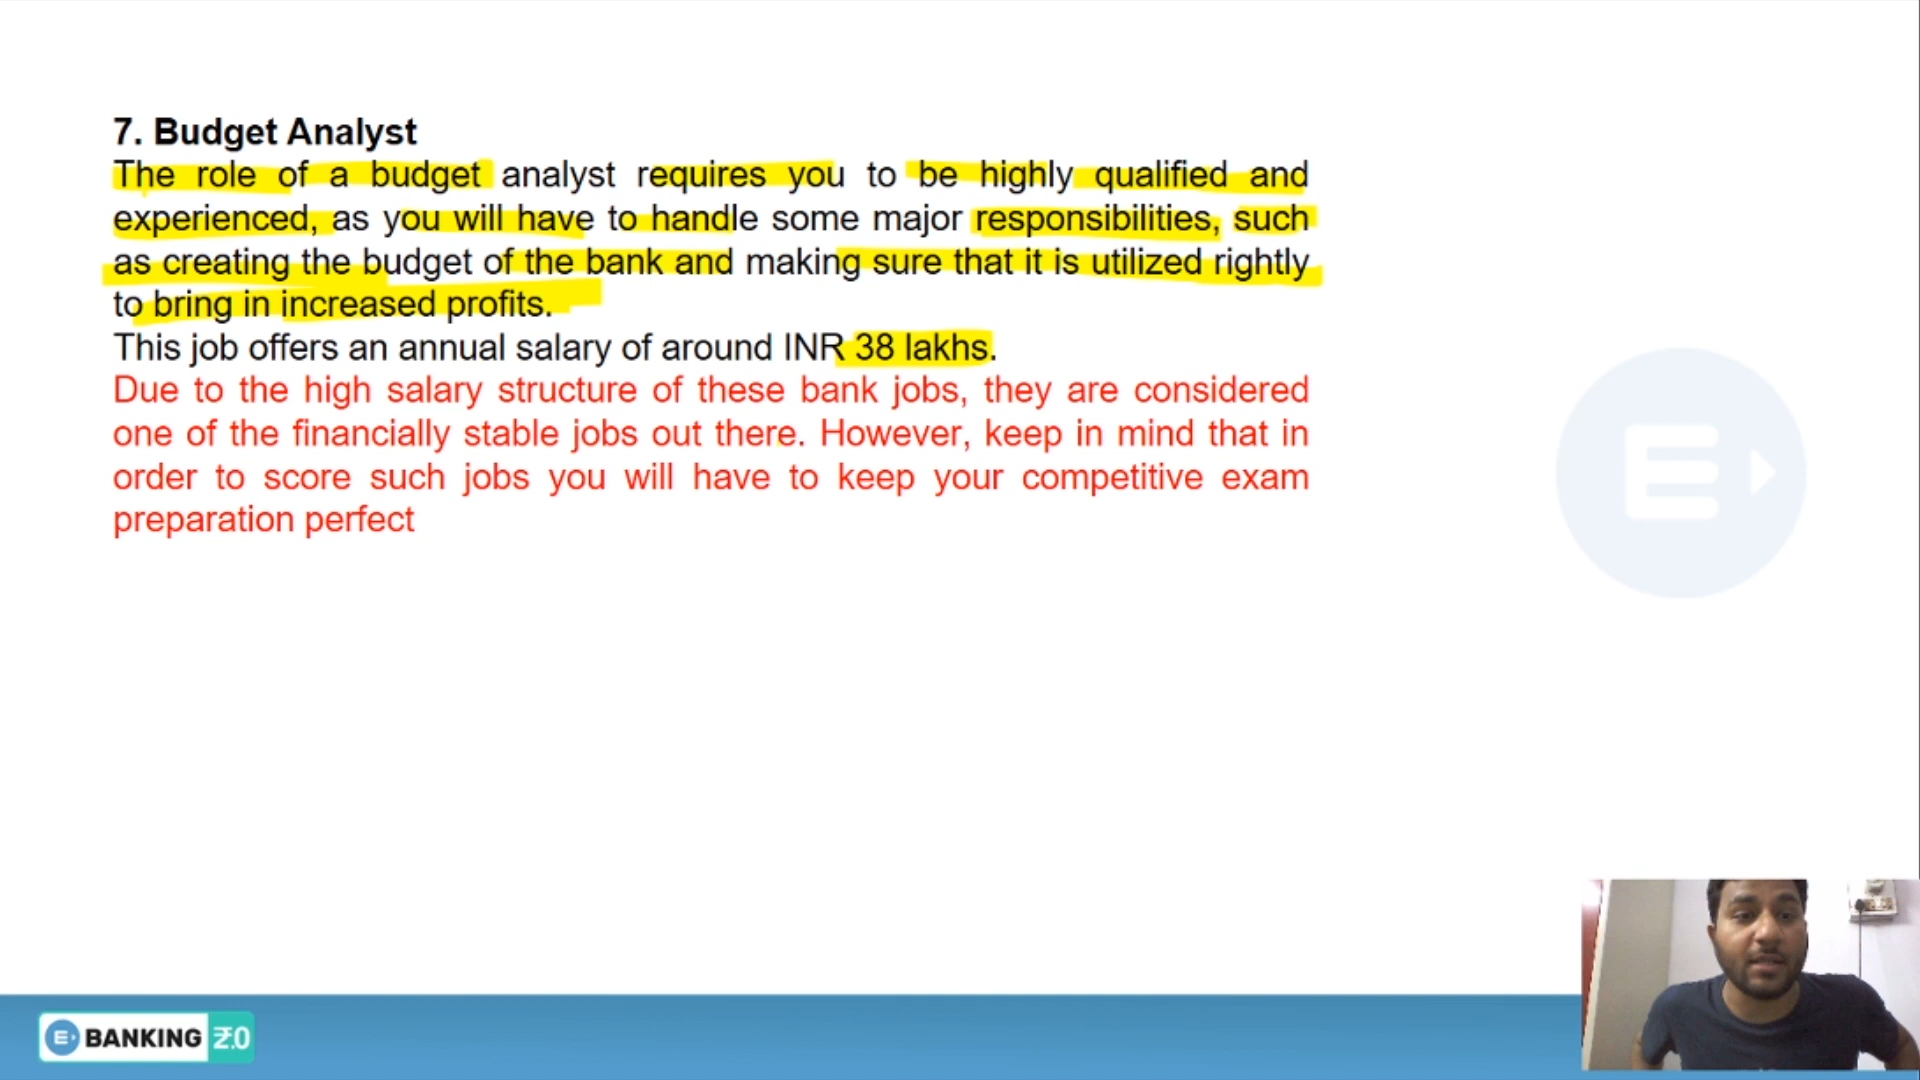 7. Budget Analyst
The role of a budget analyst requires you to be highly qualified and
experienced, as you will have to handle some major responsibilities, such
as creating the budget of the bank and making sure that it is utilized rightly
to bring in increased profits.
This job offers an annual salary of around INR 38 lakhs.
Due to the high salary structure of these bank jobs, they are considered
one of the financially stable jobs out there. However, keep in mind that in
order to score such jobs you will have to keep your competitive exam
preparation perfect
E
E BANKING ₹.0